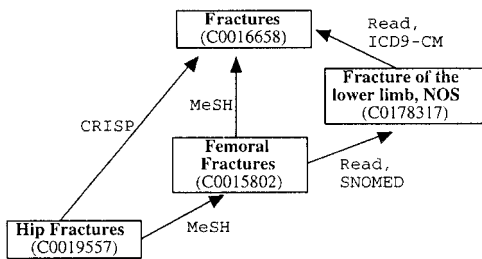 Fractures
(C0016658)
Read,
ICD9-CM
Fracture of the
lower limb, NOS
(C0178317)
MeSH
CRISP
Femoral
Fractures
(C0015802)
Read,
SNOMED
Hip Fractures
(C0019557)
MeSH